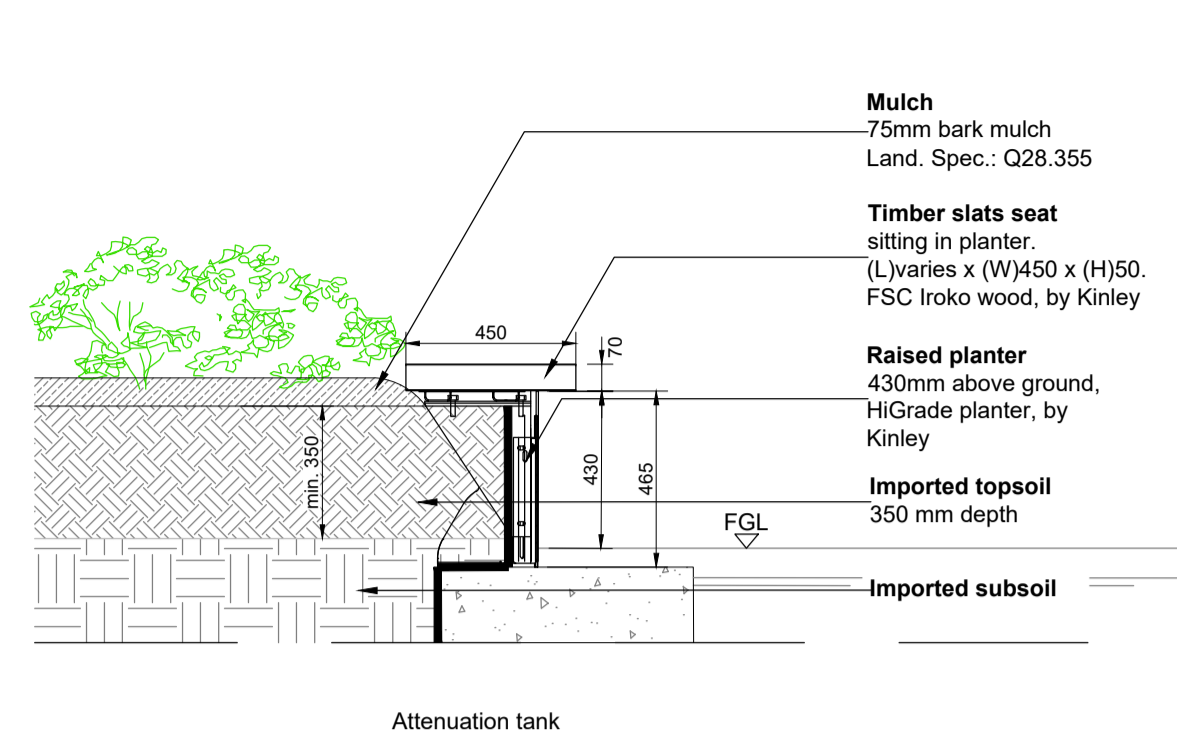 Mulch
75mm bark mulch
Land. Spec.: Q28.355
Timber slats seat
sitting in planter.
(L)varies x (W)450 x (H)50.
FSC Iroko wood, by Kinley
450
70
Raised planter
430mm above ground,
HiGrade planter, by
Kinley
min. 350
430
465
Imported topsoil
350 mm depth
FGL
Imported subsoil
Attenuation tank